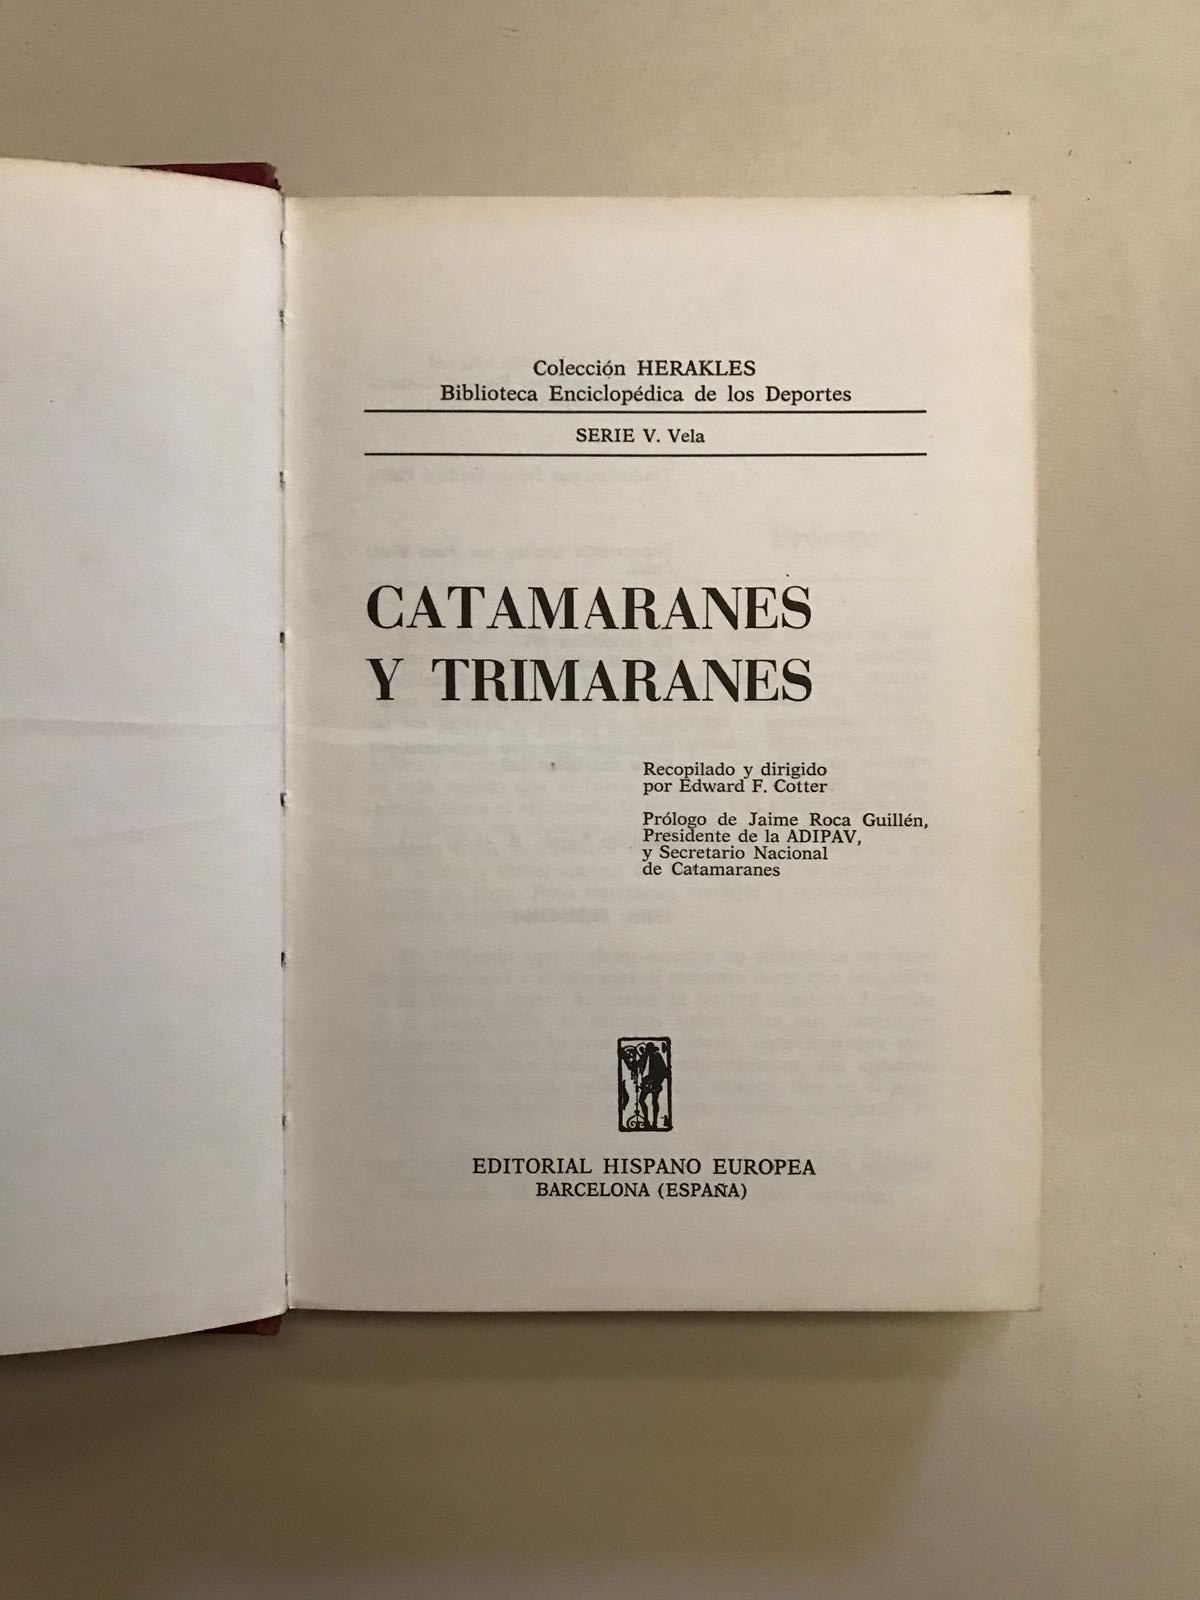 Colección HERAKLES
Biblioteca Enciclopédica de los Deportes
SERIE V. Vela
CATAMARANES
Y TRIMARANES
Recopilado y dirigido
por Edward F. Cotter
Prólogo de Jaime Roca Guillén,
Presidente de la ADIPAV,
y Secretario Nacional
de Catamaranes
EDITORIAL HISPANO EUROPEA
BARCELONA (ESPAÑA)